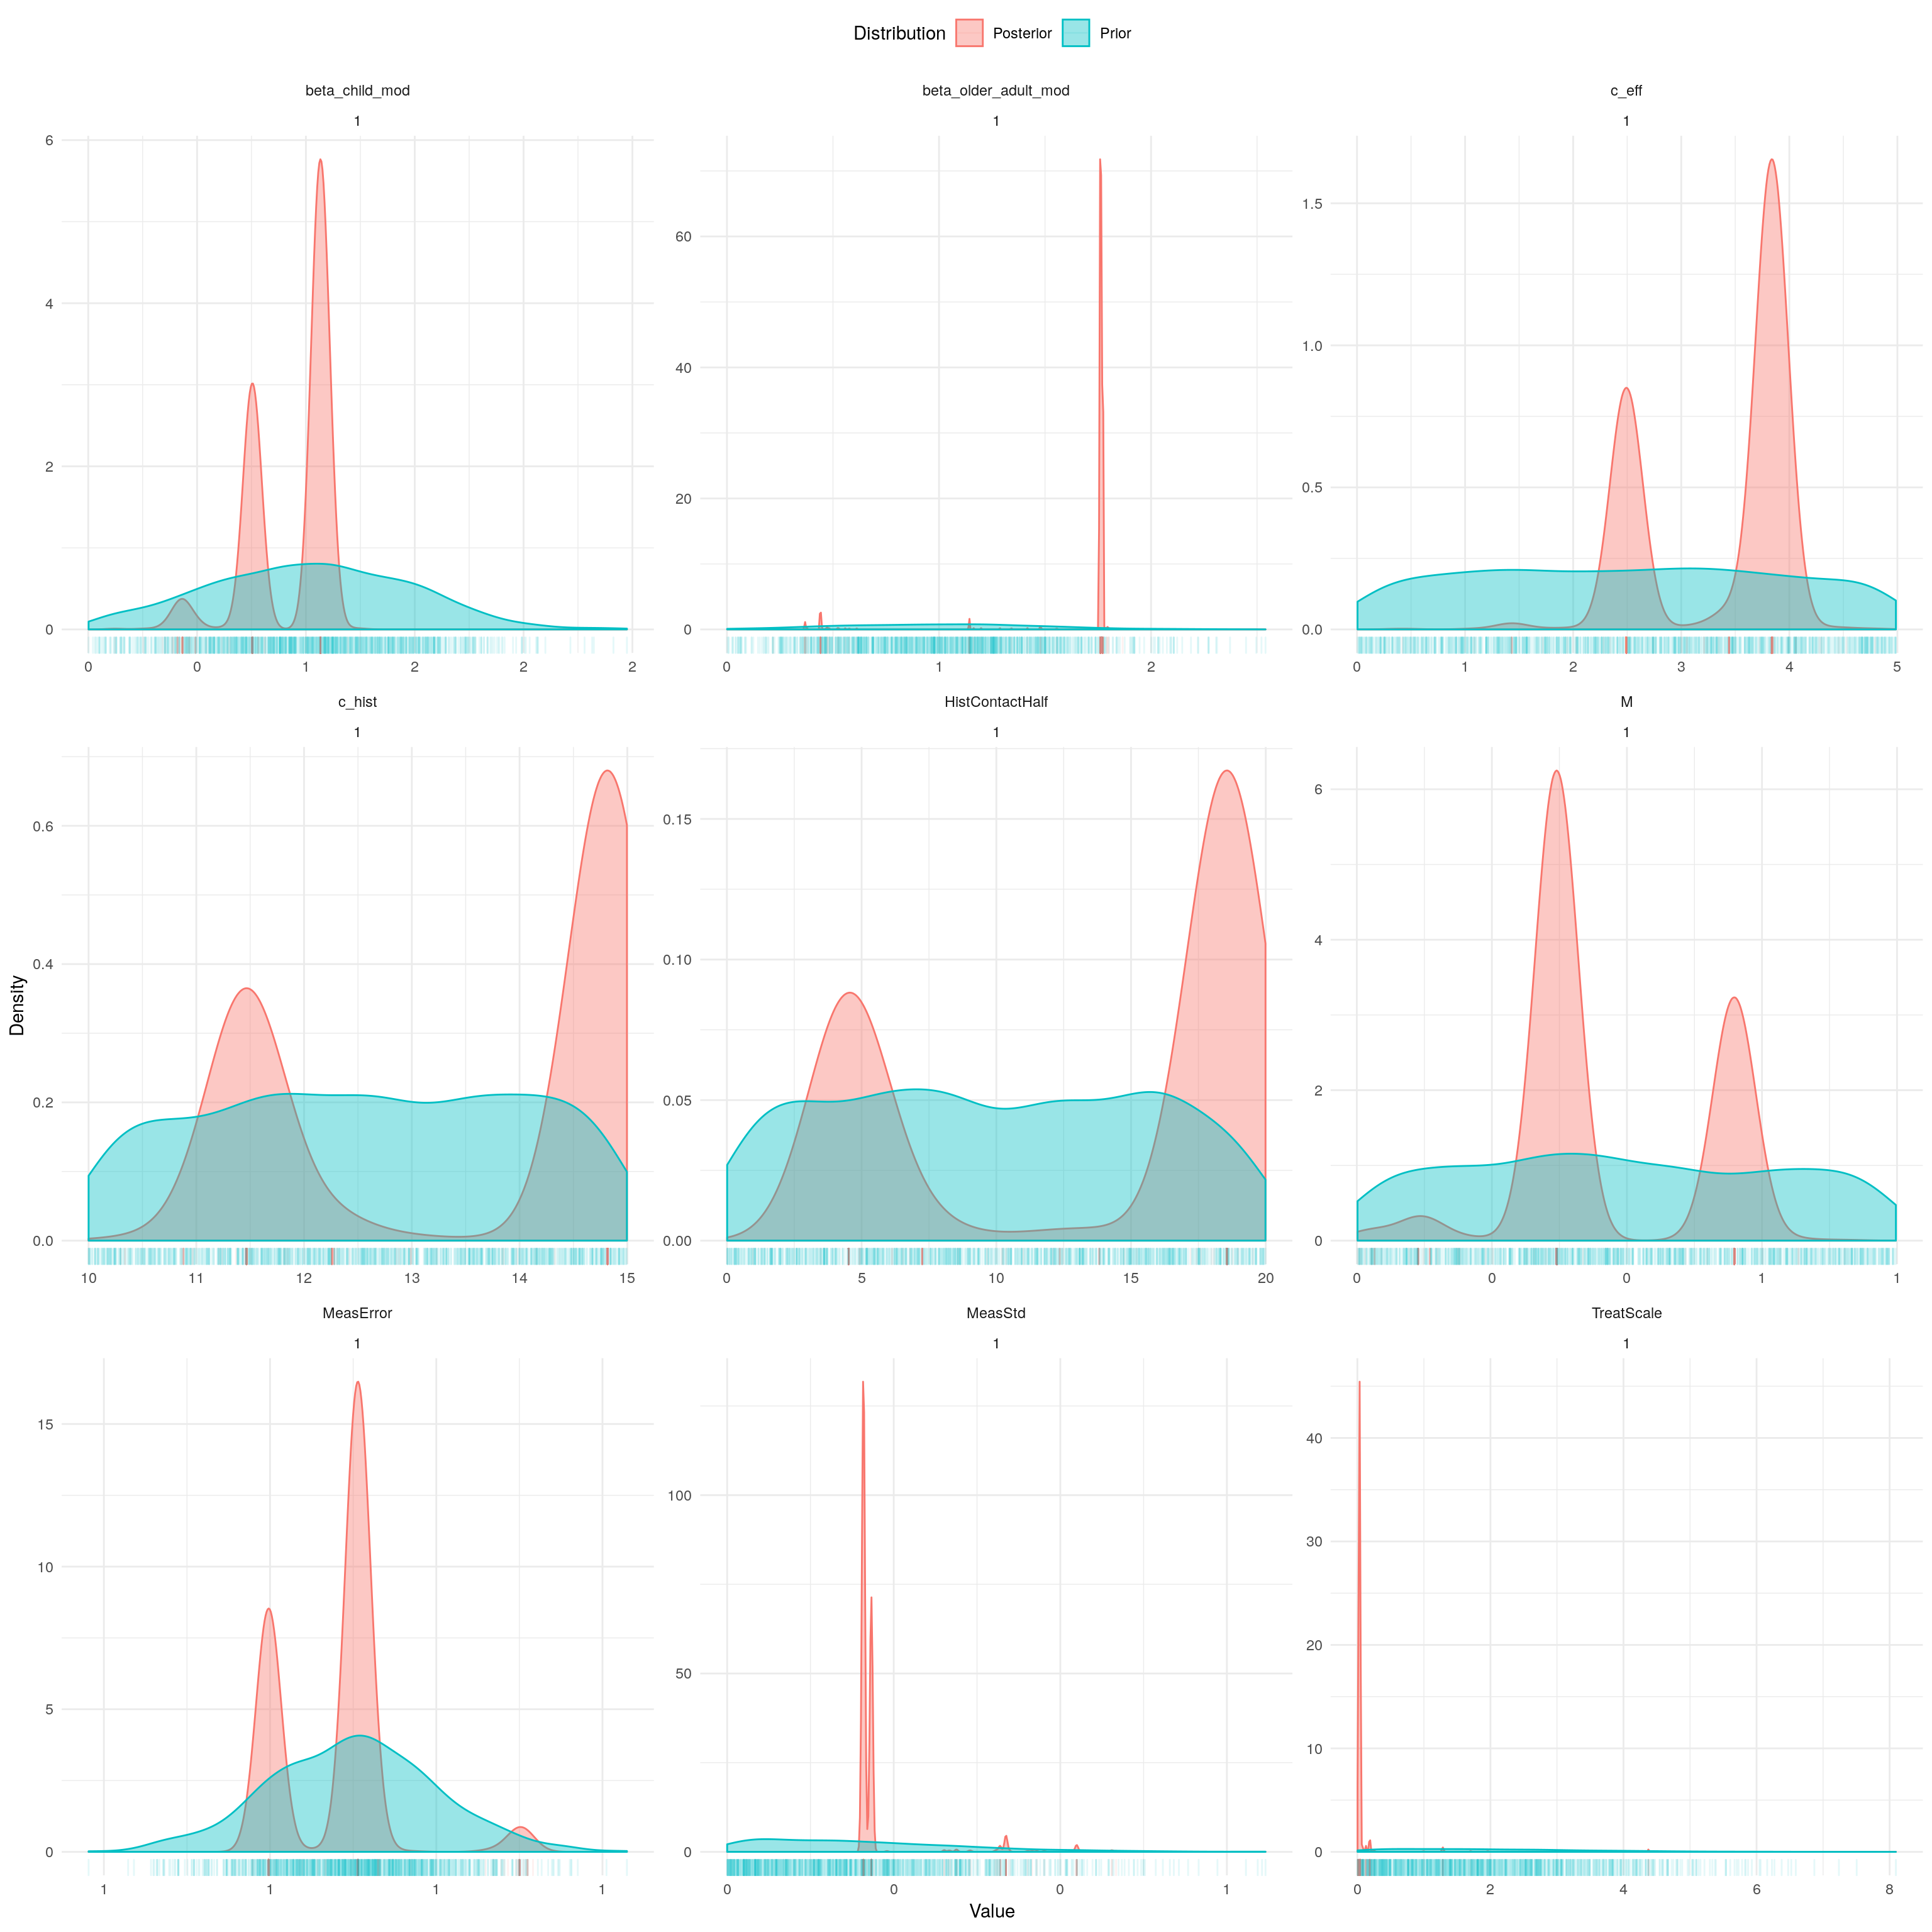 Distribution Posterior Prior
beta_child_mod beta_older_adult_mod c_eff
1 1 1
6
4
2
0
60
40
20
0
1.5
1.0
0.5
0.0
0 0 1 2 2 2
0 1 2
0 1 2 3 4 5
c_hist HistContactHalf M
1 1 1
0.6
0.4
0.2
0.0
0.15
0.10
0.05
0.00
6
4
2
0
10 11 12 13 14 15
0 5 10 15 20
0 0 0 1 1
Density
MeasError MeasStd TreatScale
1 1 1
15
10
5
0
100
50
0
40
30
20
10
0
1 1 1 1
0 0 0 1
0 2 4 6 8
Value